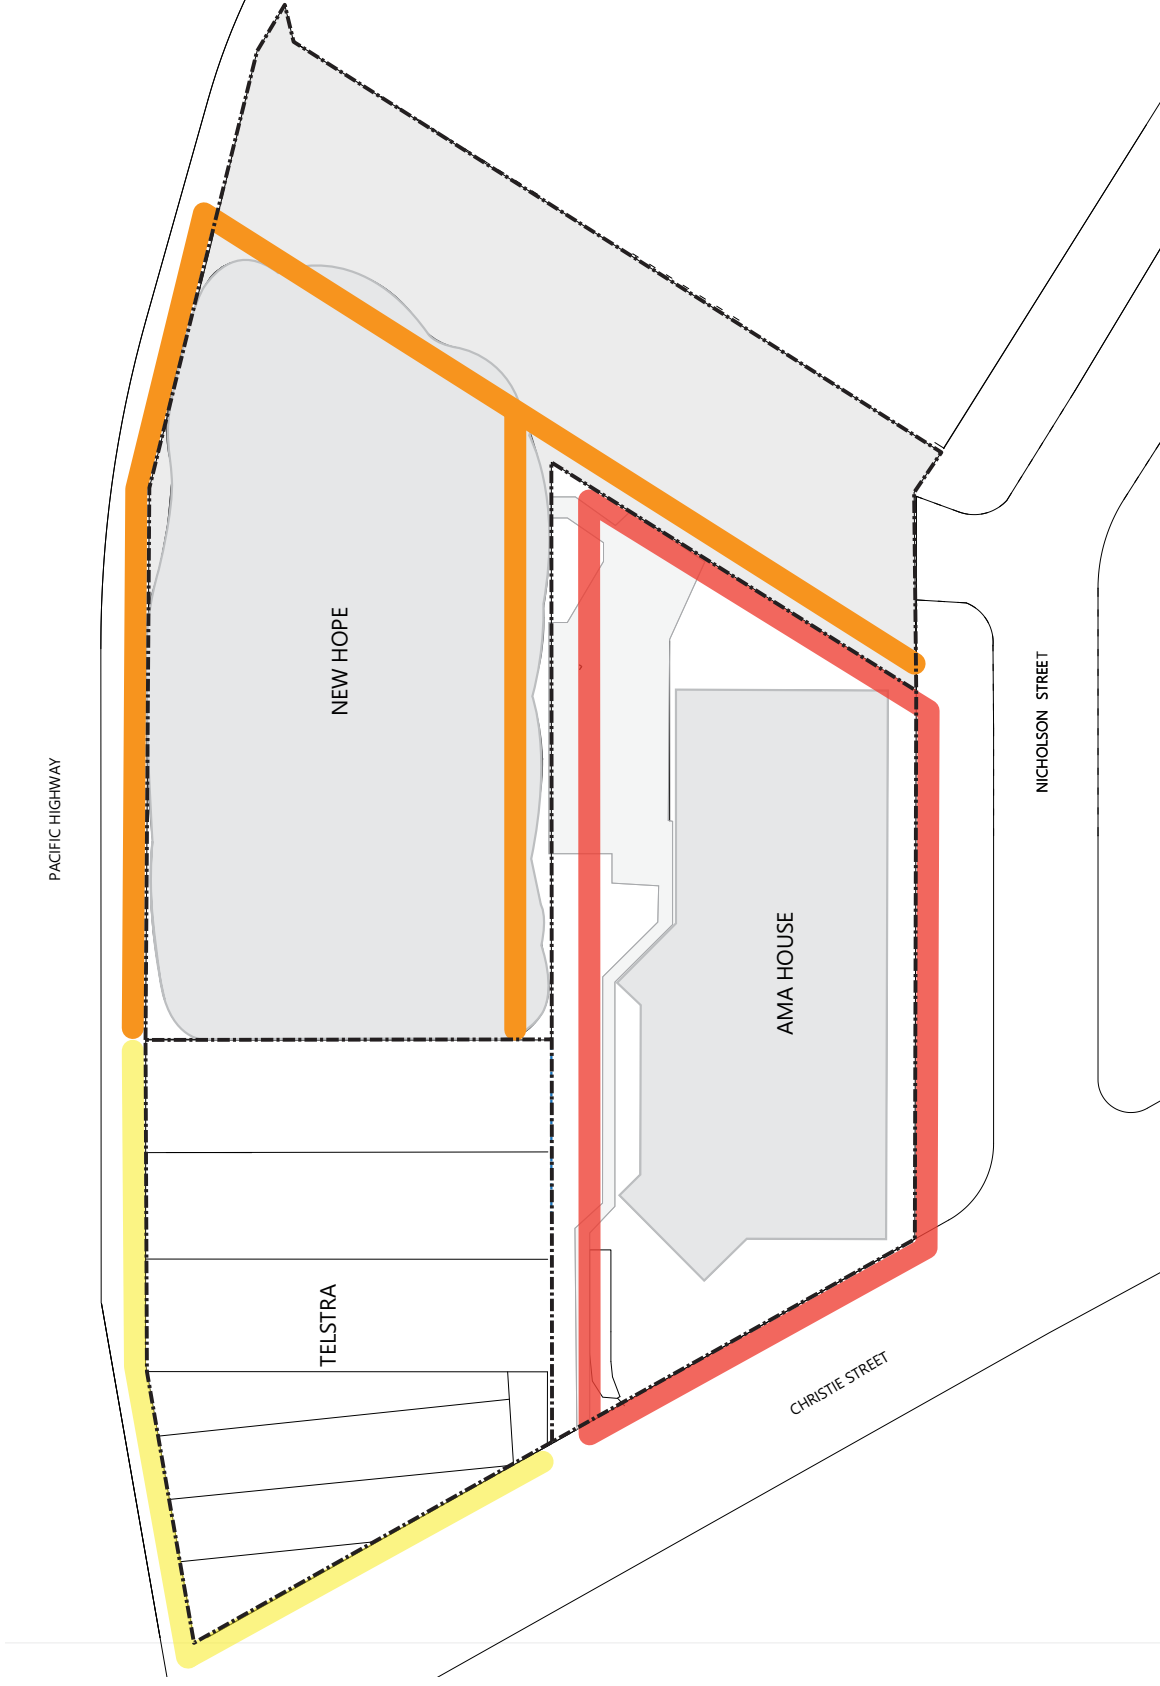 NEW HOPE
NICHOLSON STREET
PACIFIC HIGHWAY
AMA HOUSE
TELSTRA
CHRISTIE STREET